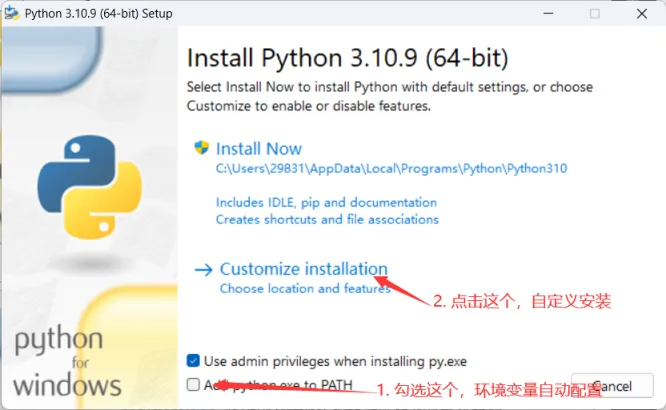 Python 3.10.9 (64-bit) Setup
Install Python 3.10.9 (64-bit)
Select Install Now to install Python with default settings, or choose
Customize to enable or disable features.
Install Now
C:\Users\29831\AppData\Local\Programs\Python\Python310
Includes IDLE, pip and documentation
Creates shortcuts and file associations
Customize installation
Choose location and features
2. 点击这个，自定义安装
python
for
windows
Use admin privileges when installing py.exe
Add python.exe to PATH
1. 勾选这个，环境变量自动配置
Cancel